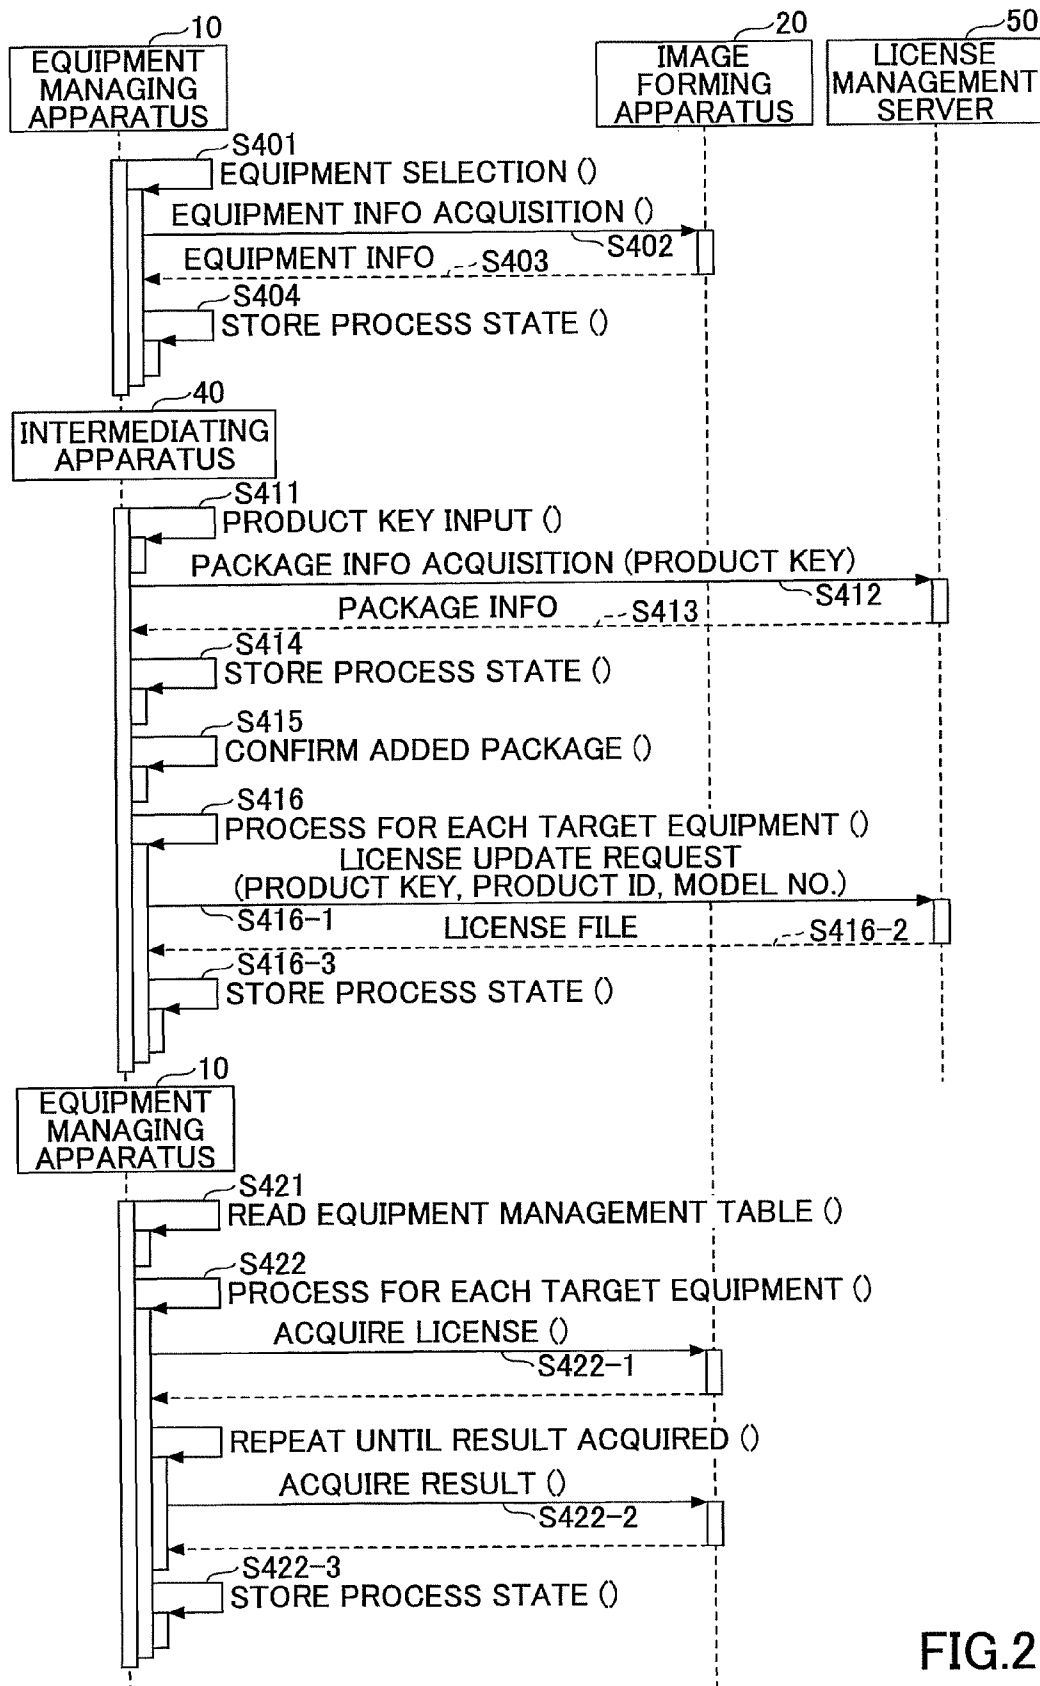 10
EQUIPMENT
MANAGING
APPARATUS
20
IMAGE
FORMING
APPARATUS
50
LICENSE
MANAGEMENT
SERVER
S401
EQUIPMENT SELECTION ()
EQUIPMENT INFO ACQUISITION ()
S402
EQUIPMENT INFO
S403
S404
STORE PROCESS STATE ()
40
INTERMEDIATING
APPARATUS
S411
PRODUCT KEY INPUT ()
PACKAGE INFO ACQUISITION (PRODUCT KEY)
S412
PACKAGE INFO
S413
S414
STORE PROCESS STATE ()
S415
CONFIRM ADDED PACKAGE ()
S416
PROCESS FOR EACH TARGET EQUIPMENT ()
LICENSE UPDATE REQUEST
(PRODUCT KEY, PRODUCT ID, MODEL NO.)
S416-1
LICENSE FILE
S416-2
S416-3
STORE PROCESS STATE ()
10
EQUIPMENT
MANAGING
APPARATUS
S421
READ EQUIPMENT MANAGEMENT TABLE ()
S422
PROCESS FOR EACH TARGET EQUIPMENT ()
ACQUIRE LICENSE ()
S422-1
REPEAT UNTIL RESULT ACQUIRED ()
ACQUIRE RESULT ()
S422-2
S422-3
STORE PROCESS STATE ()
FIG.2